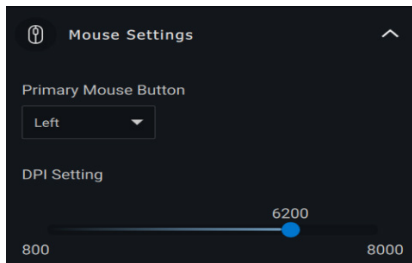 Mouse Settings
Primary Mouse Button
Left
DPI Setting
6200
800 8000